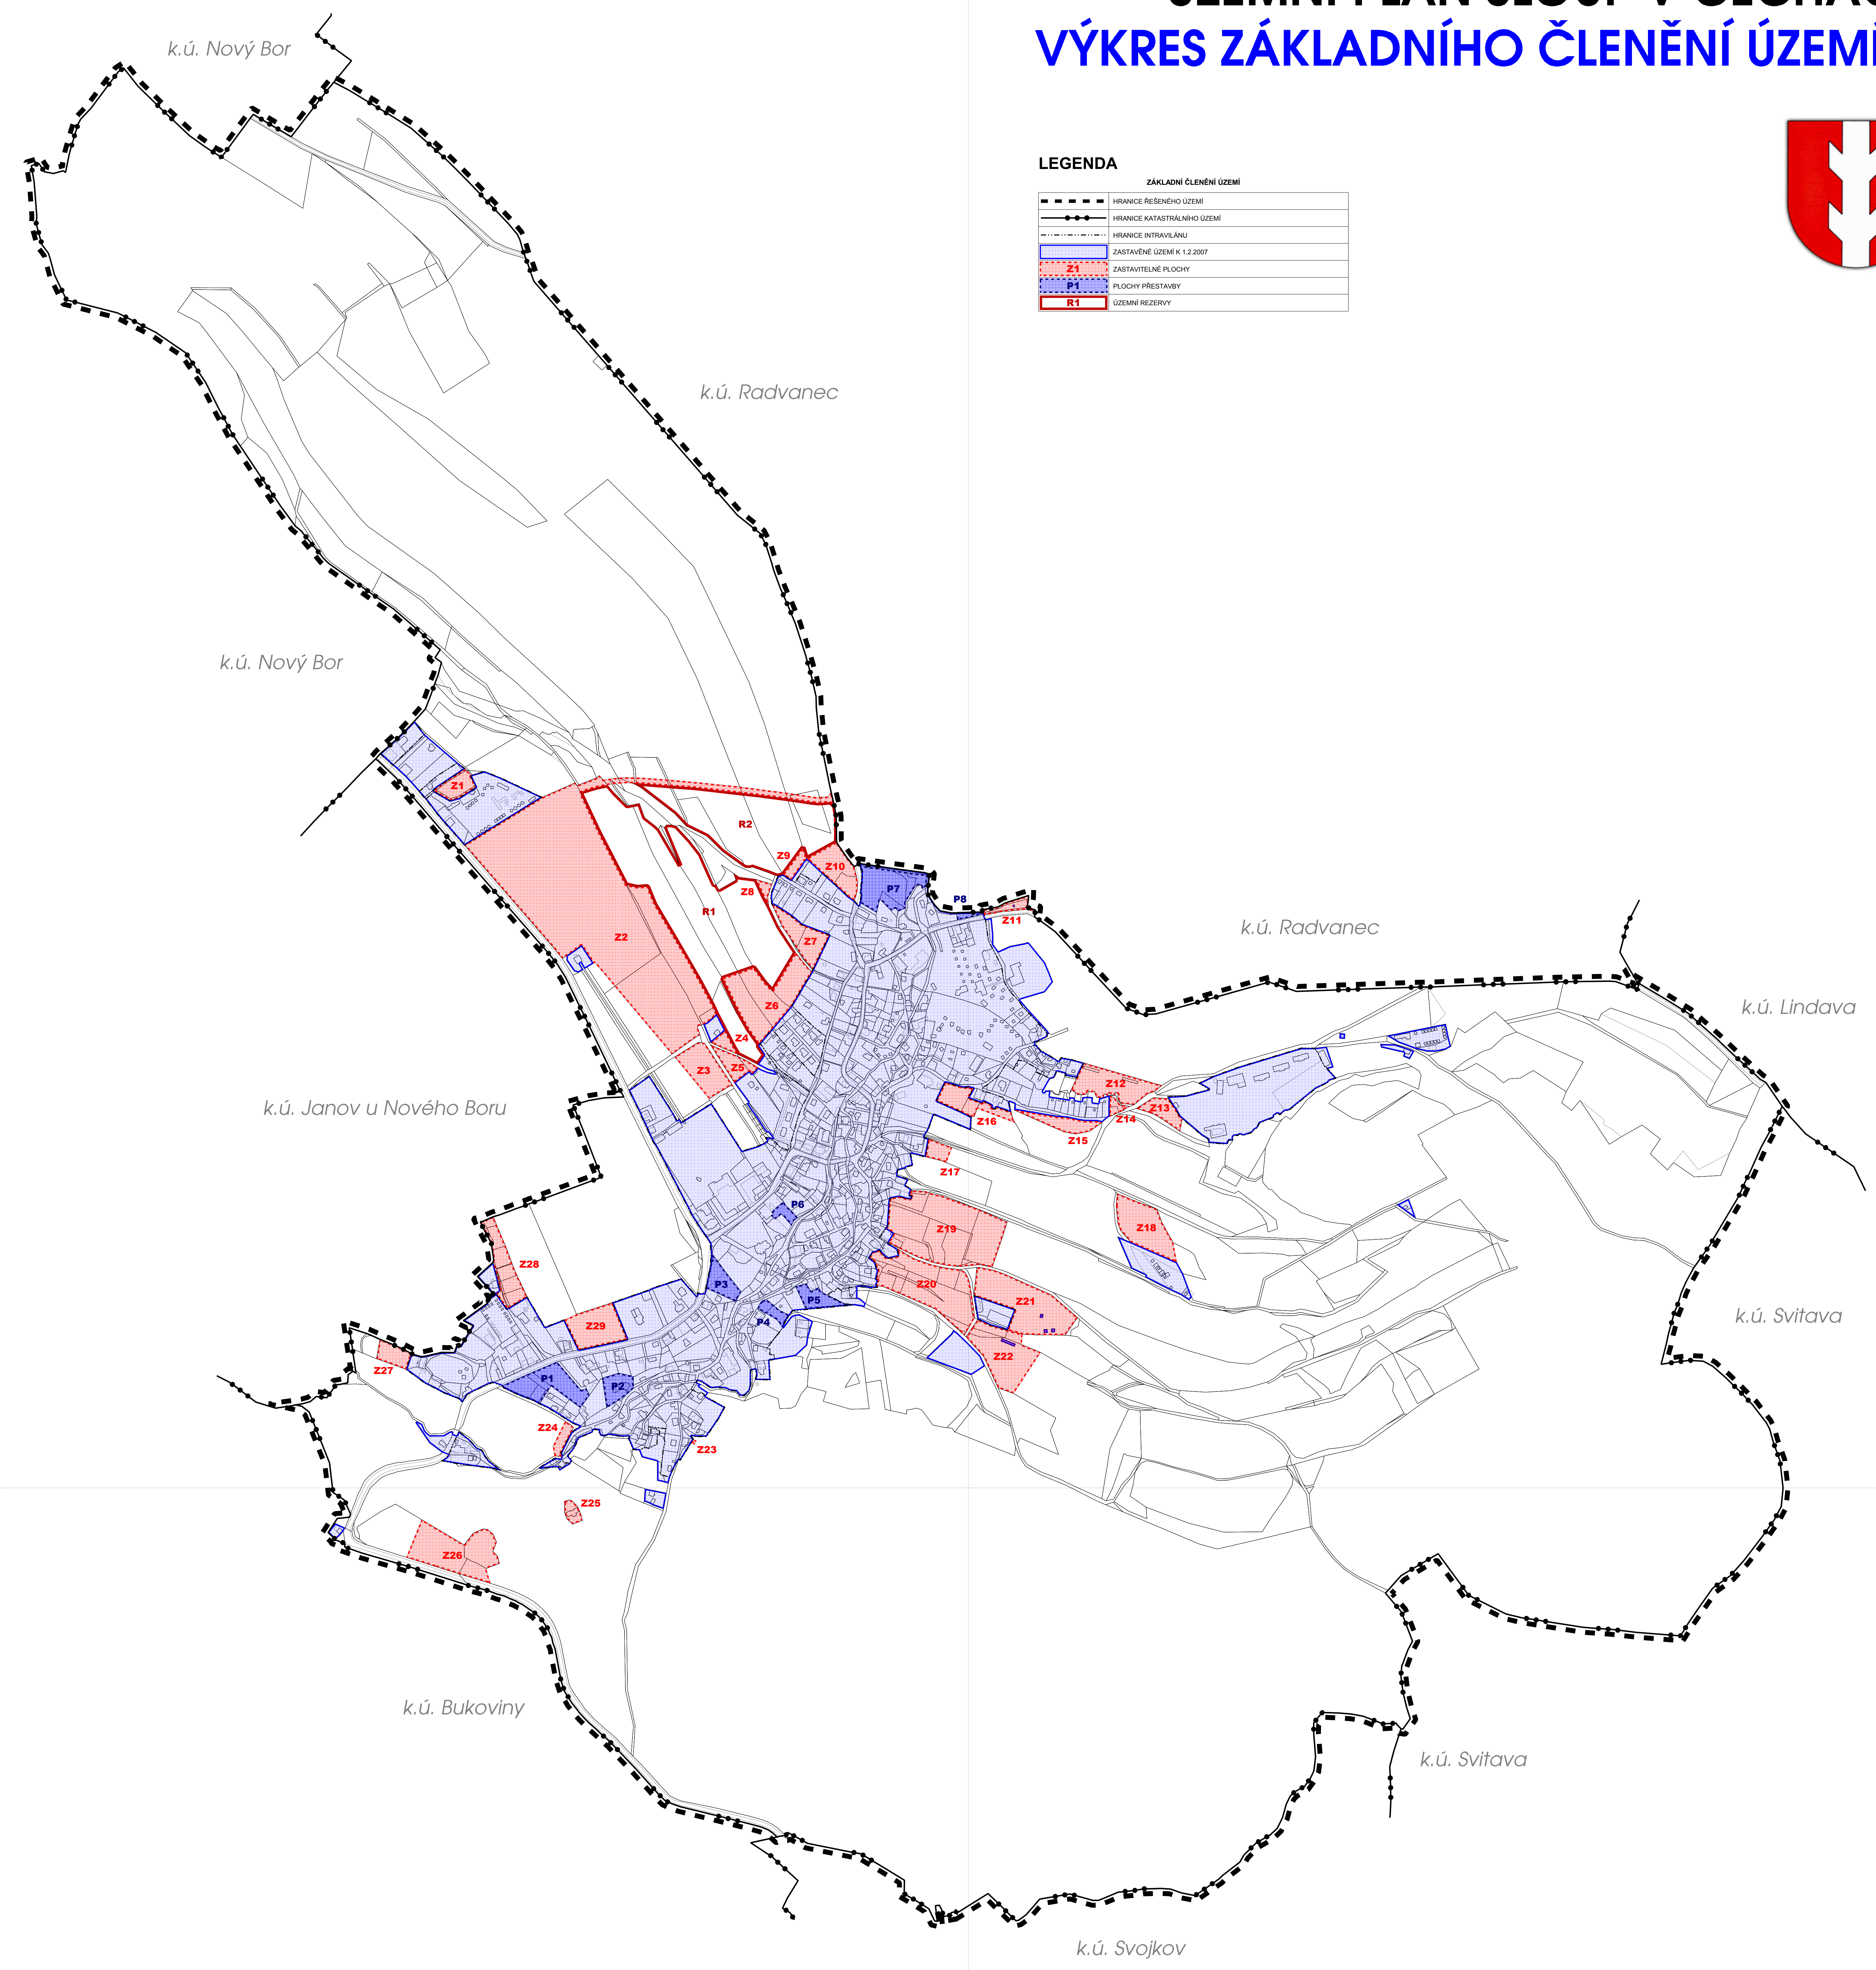 VÝKRES ZÁKLADNÍHO ČLENĚNÍ ÚZEMÍ
LEGENDA
ZÁKLADNÍ ČLENĚNÍ ÚZEMÍ
HRANICE ŘEŠENÉHO ÚZEMÍ
HRANICE KATASTRÁLNÍHO ÚZEMÍ
HRANICE INTRAVILÁNU
ZASTAVĚNÉ ÚZEMÍ K 1.2.2007
Z1 ZASTAVITELNÉ PLOCHY
P1 PLOCHY PŘESTAVBY
R1 ÚZEMNÍ REZERVY
k.ú. Nový Bor
k.ú. Radvanec
k.ú. Nový Bor
Z1
R2
Z9
Z10
P7
Z8
P8
R1
Z11
Z2
Z7
k.ú. Radvanec
Z6
k.ú. Lindava
Z4
Z3
Z5
Z12
k.ú. Janov u Nového Boru
Z13
Z16
Z14
Z15
Z17
P6
Z19
Z18
Z28
P3
Z20
P5
Z21
k.ú. Svitava
P4
Z29
Z22
Z27
P1
P2
Z24
Z23
Z25
Z26
k.ú. Bukoviny
k.ú. Svitava
k.ú. Svojkov